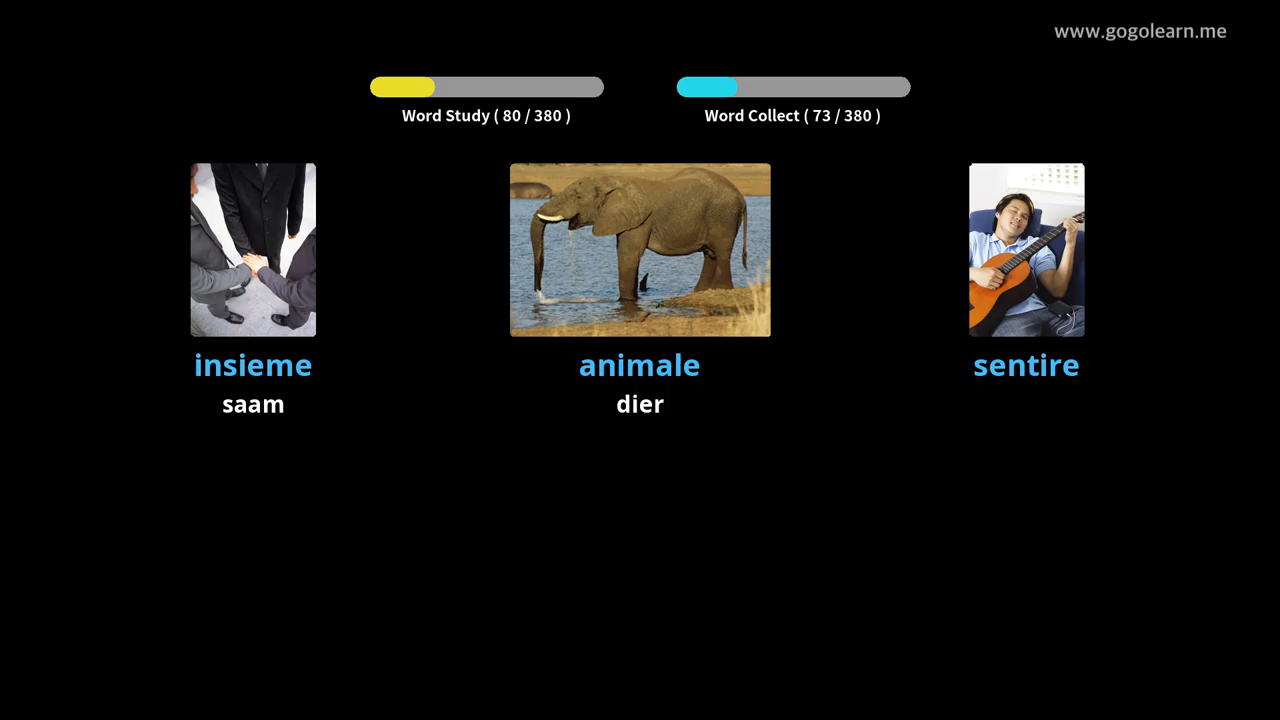 www.gogolearn.me
Word Study ( 80 / 380 )
Word Collect ( 73 / 380 )
insieme
animale
sentire
saam
dier